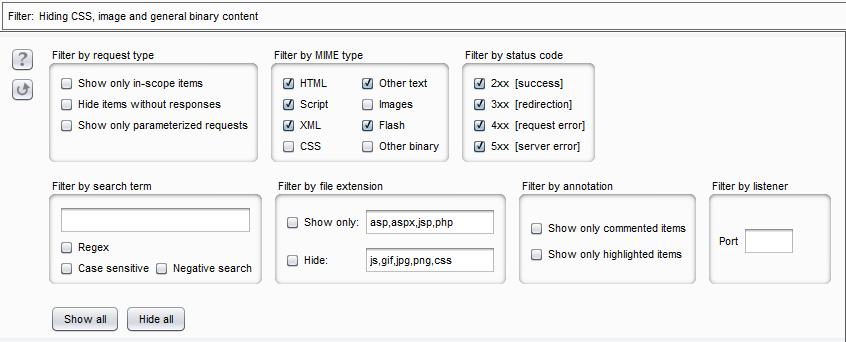 Filter: Hiding CSS, image and general binary content
?
Filter by request type
Show only in-scope items
Hide items without responses
Show only parameterized requests
Filter by MIME type
HTML Other text
Script Images
XML Flash
CSS Other binary
Filter by status code
2xx [success]
3xx [redirection]
4xx [request error]
5xx [server error]
Filter by search term
Regex
Case sensitive Negative search
Filter by file extension
Show only: asp,aspx,jsp,php
Hide: js,gif,jpg,png,css
Filter by annotation
Show only commented items
Show only highlighted items
Filter by listener
Port
Show all Hide all